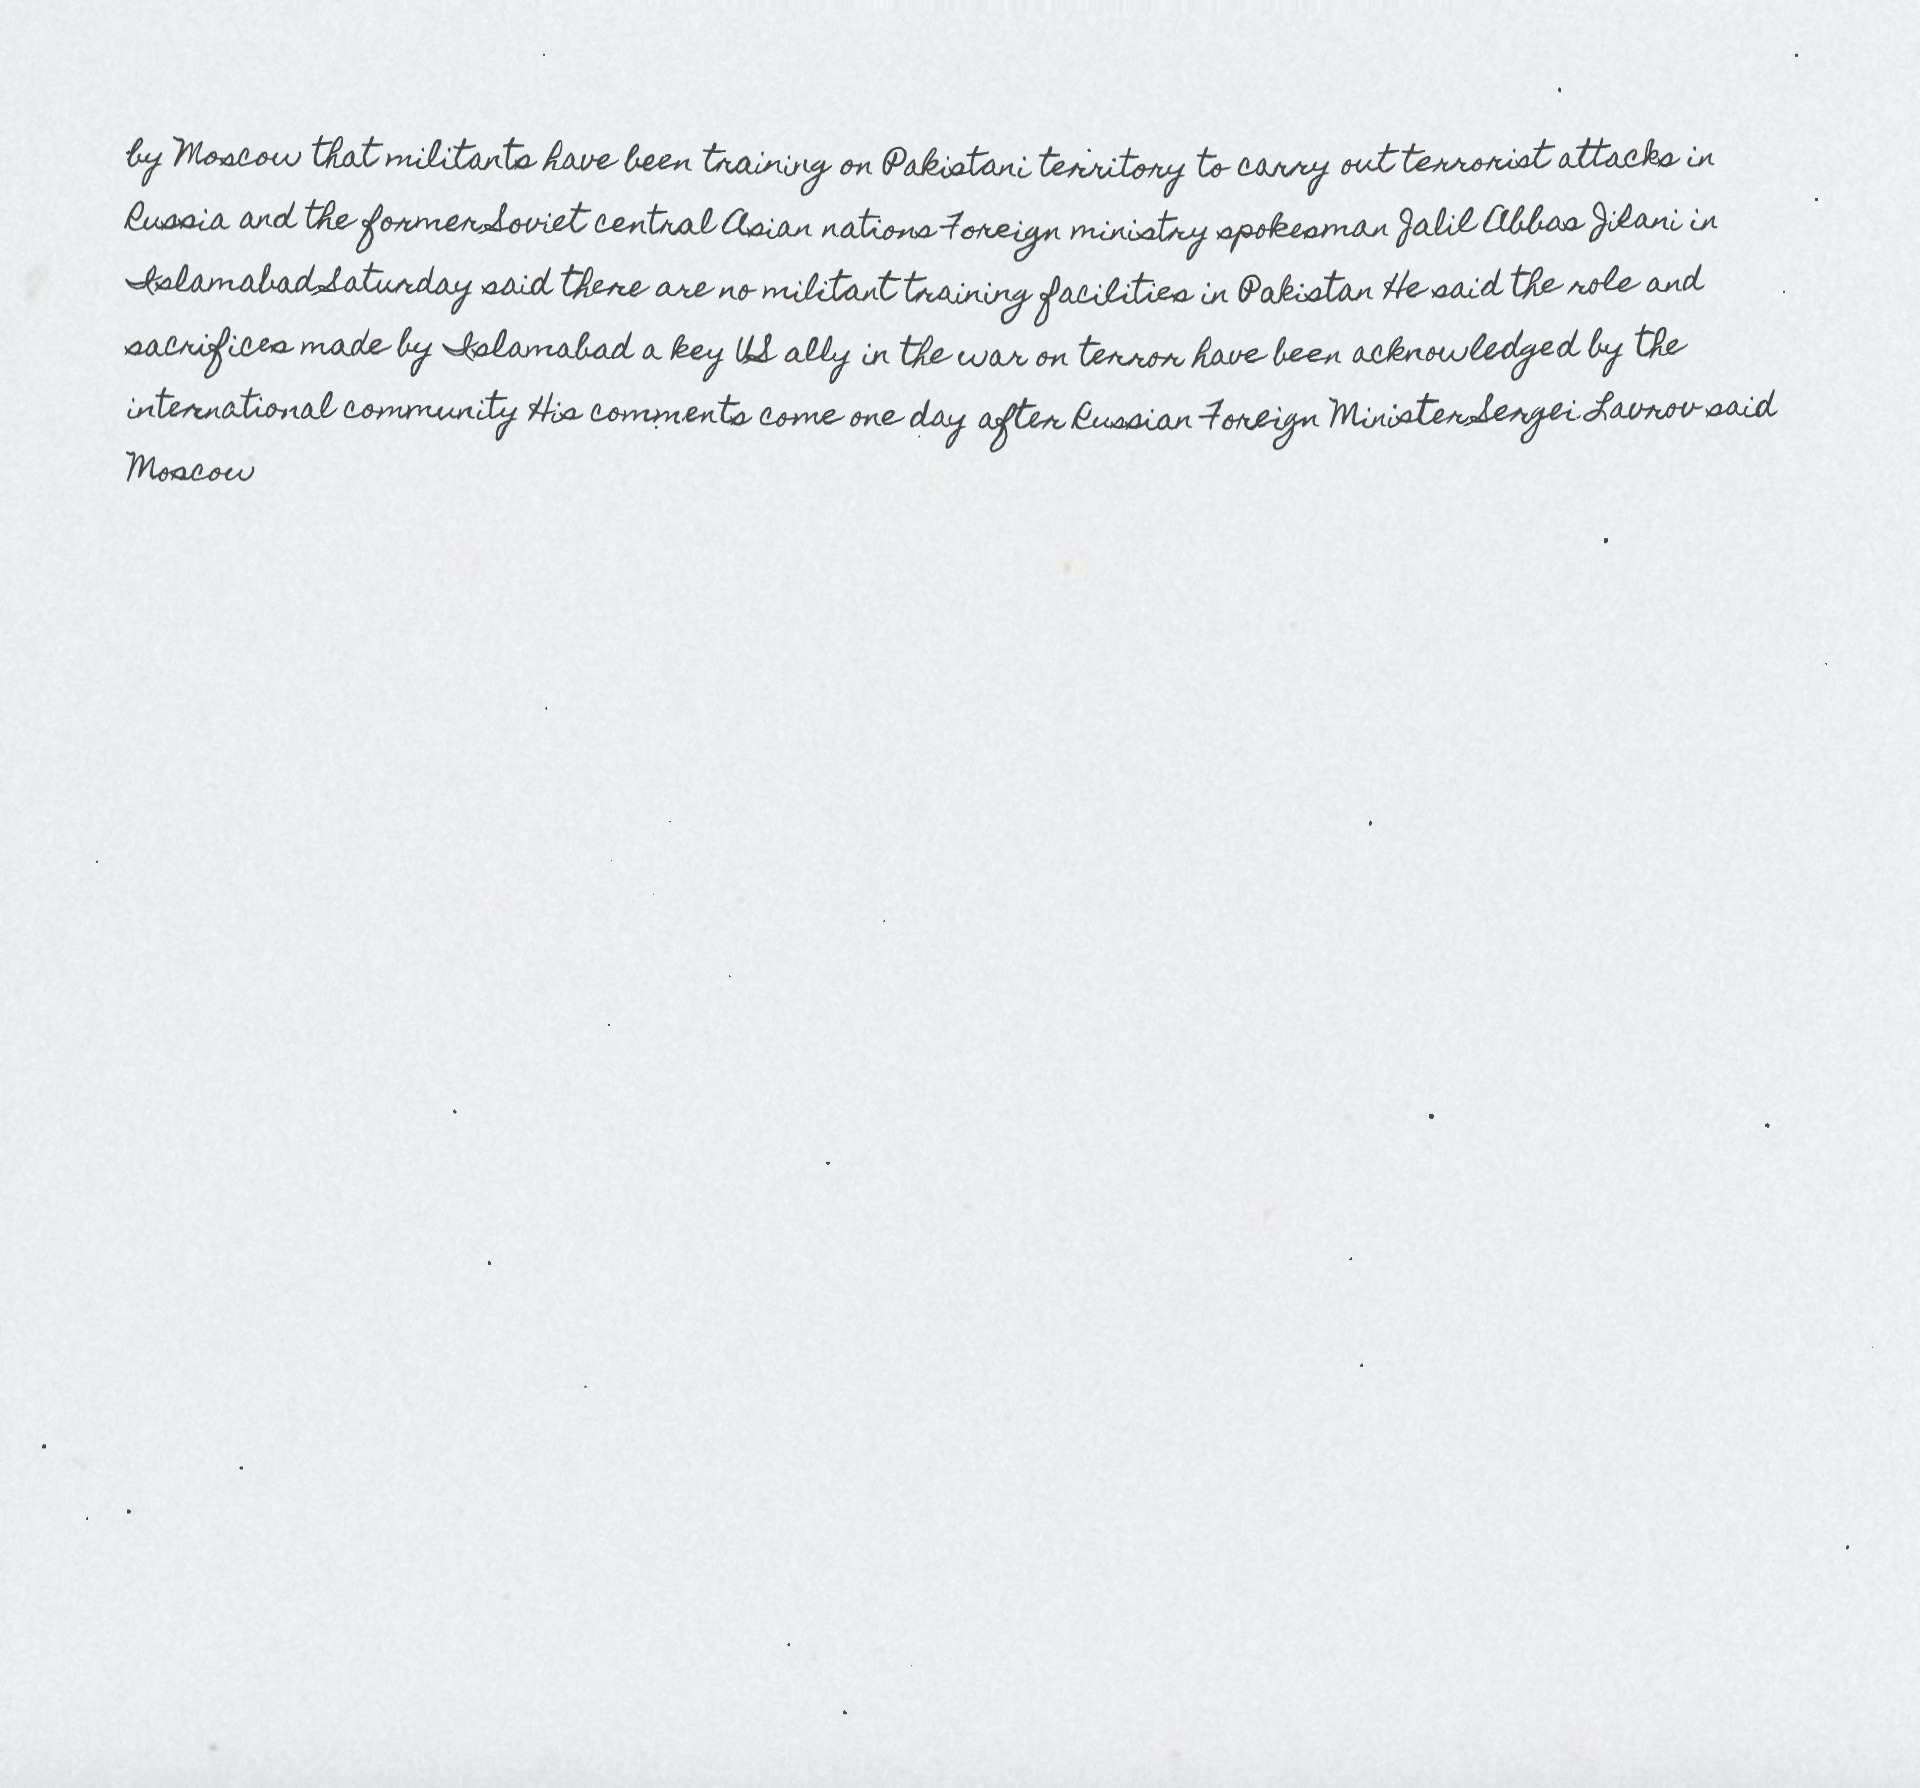 by Moscow that militants have been training on Pakistani territory to carry out terrorist attacks in
Russia and the former Soviet central Asian nations Foreign ministry spokesman Jalil Abbas Jilani in
Islamabad Saturday said there are no militant training facilities in Pakistan He said the role and
sacrifices made by Islamabad a key US ally in the war on terror have been acknowledged by the
international community His comments come one day after Russian Foreign Minister Sergei Lavrov said
Moscow